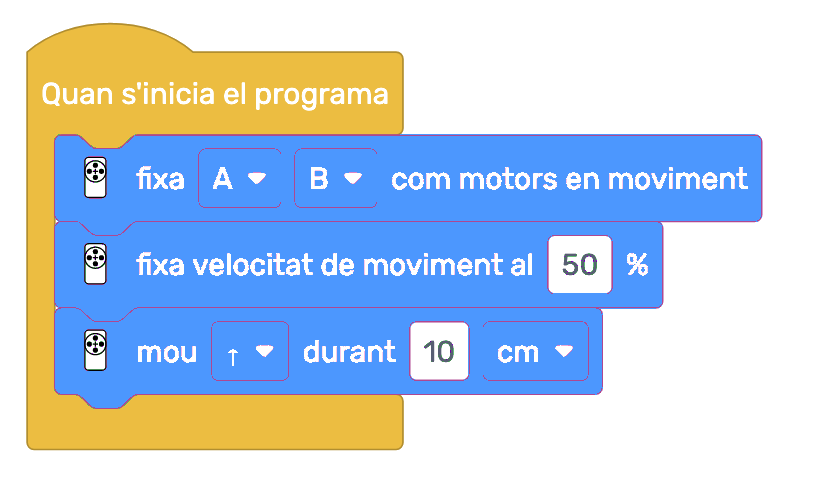 Quan s'inicia el programa
fixa A B com motors en moviment
fixa velocitat de moviment al 50 %
mou ↑ durant 10 cm